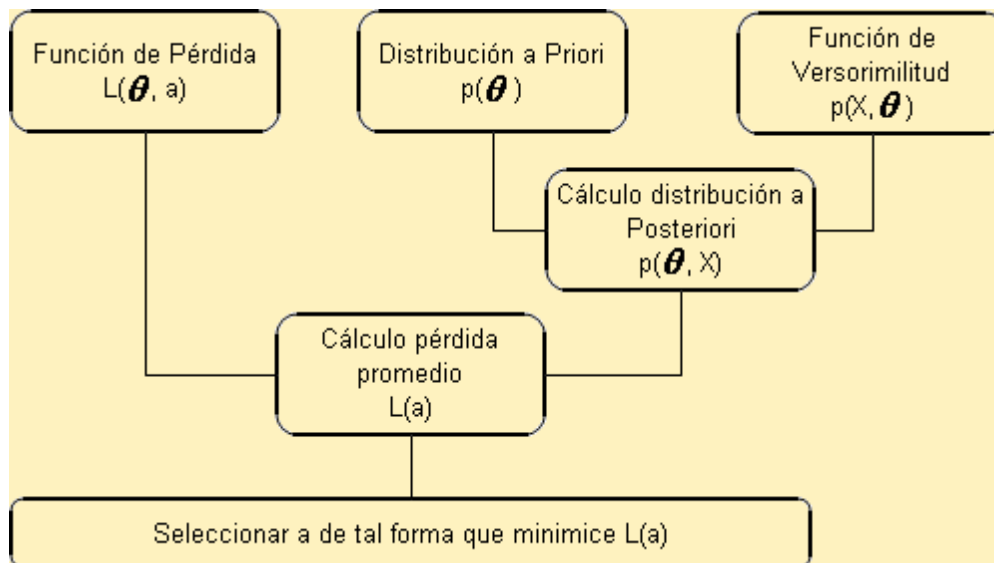 Función de Pérdida
L(θ, a)
Distribución a Priori
p(θ )
Función de
Versorimilitud
p(X, θ )
Cálculo distribución a
Posteriori
p(θ, X)
Cálculo pérdida
promedio
L(a)
Seleccionar a de tal forma que minimice L(a)